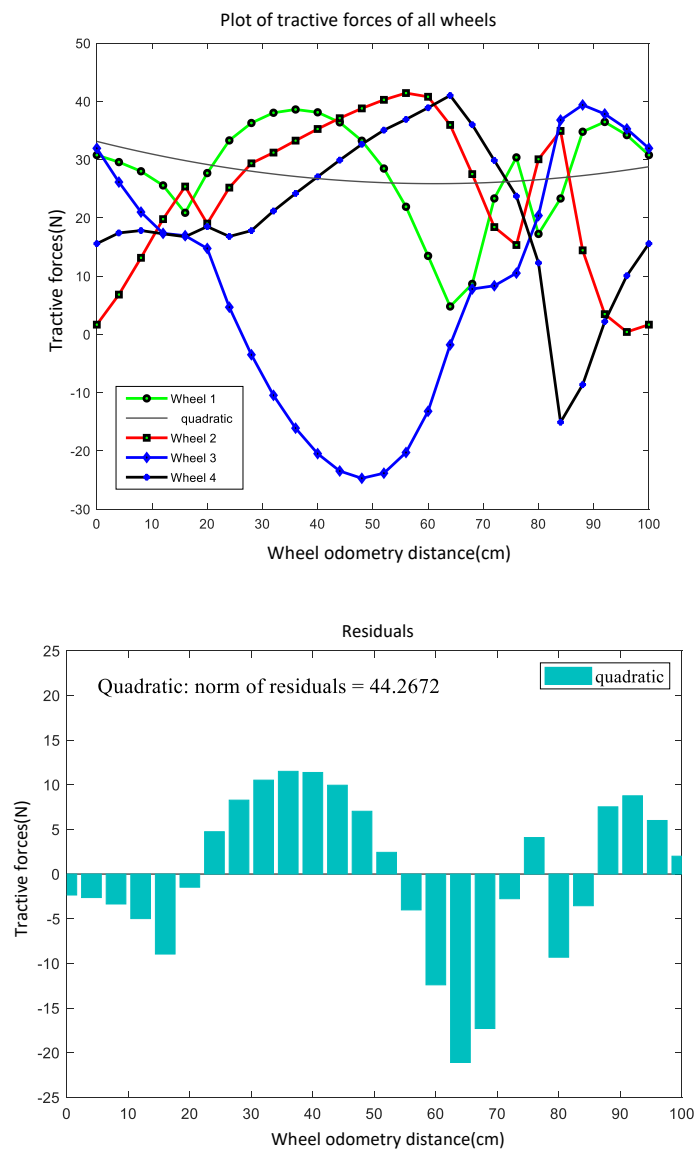 Plot of tractive forces of all wheels
50
40
30
20
10
0
-10
-20
-30
Tractive forces(N)
Wheel 1
quadratic
Wheel 2
Wheel 3
Wheel 4
0 10 20 30 40 50 60 70 80 90 100
Wheel odometry distance(cm)
Residuals
25
20
15
10
5
0
-5
-10
-15
-20
-25
Tractive forces(N)
Quadratic: norm of residuals = 44.2672
quadratic
0 10 20 30 40 50 60 70 80 90 100
Wheel odometry distance(cm)